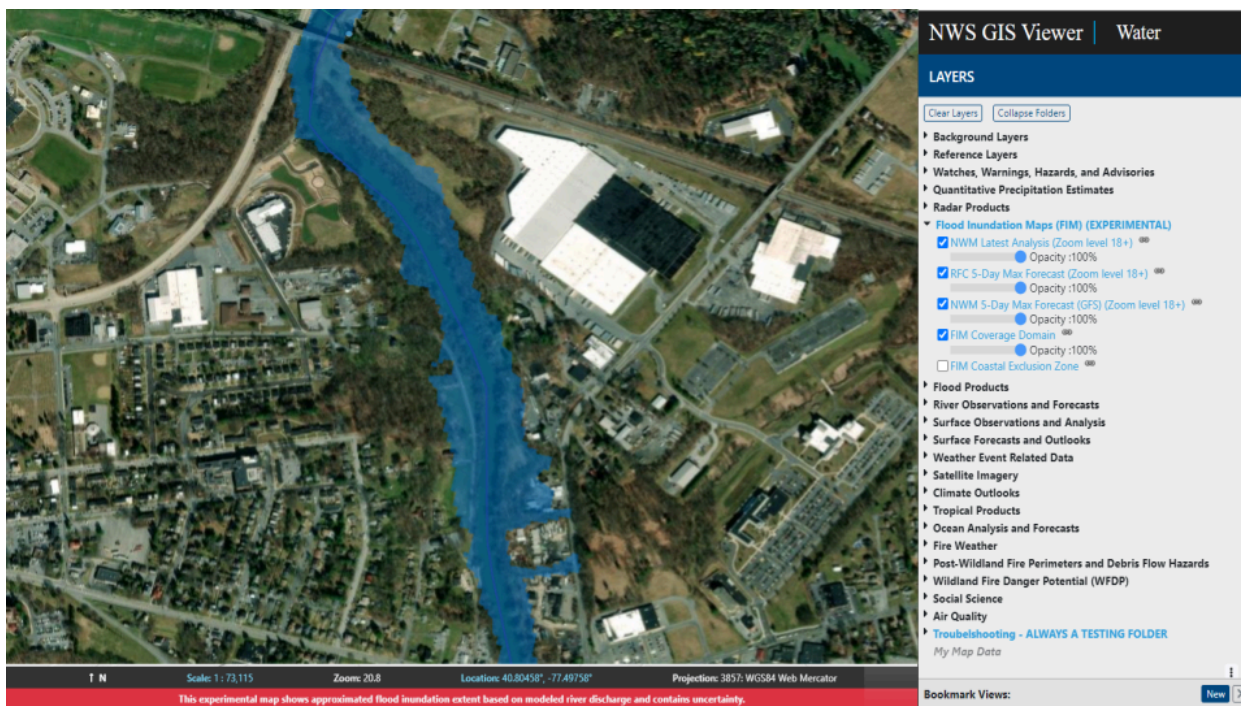 NWS GIS Viewer | Water
LAYERS
Clear Layers Collapse Folders
Background Layers
Reference Layers
Watches, Warnings, Hazards, and Advisories
Quantitative Precipitation Estimates
Radar Products
Flood Inundation Maps (FIM) (EXPERIMENTAL)
NWM Latest Analysis (Zoom level 18+)
Opacity :100%
RFC 5-Day Max Forecast (Zoom level 18+)
Opacity :100%
NWM 5-Day Max Forecast (GFS) (Zoom level 18+)
Opacity :100%
FIM Coverage Domain
Opacity :100%
FIM Coastal Exclusion Zone
Flood Products
River Observations and Forecasts
Surface Observations and Analysis
Surface Forecasts and Outlooks
Weather Event Related Data
Satellite Imagery
Climate Outlooks
Tropical Products
Ocean Analysis and Forecasts
Fire Weather
Post-Wildland Fire Perimeters and Debris Flow Hazards
Wildland Fire Danger Potential (WFDP)
Social Science
Air Quality
Troubelshooting - ALWAYS A TESTING FOLDER
My Map Data
Bookmark Views: New
↑ N Scale: 1 : 73,115 Zoom: 20.8 Location: 40.80458°, -77.49758° Projection: 3857: WGS84 Web Mercator
This experimental map shows approximated flood inundation extent based on modeled river discharge and contains uncertainty.